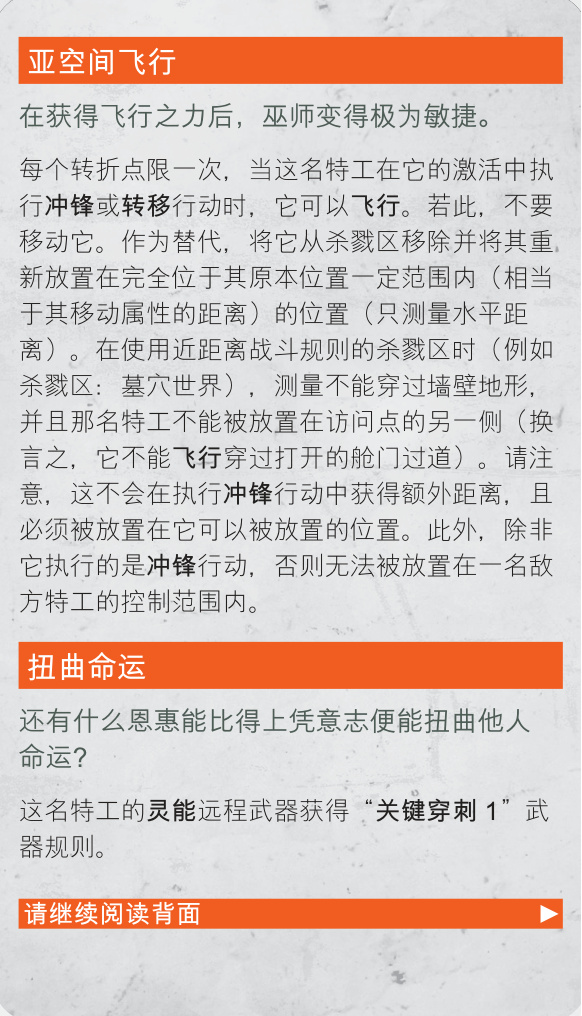 亚空间飞行
在获得飞行之力后，巫师变得极为敏捷。
每个转折点限一次，当这名特工在它的激活中执
行冲锋或转移行动时，它可以飞行。若此，不要
移动它。作为替代，将它从杀戮区移除并将其重
新放置在完全位于其原本位置一定范围内（相当
于其移动属性的距离）的位置（只测量水平距
离）。在使用近距离战斗规则的杀戮区时（例如
杀戮区：墓穴世界），测量不能穿过墙壁地形，
并且那名特工不能被放置在访问点的另一侧（换
言之，它不能飞行穿过打开的舱门过道）。请注
意，这不会在执行冲锋行动中获得额外距离，且
必须被放置在它可以被放置的位置。此外，除非
它执行的是冲锋行动，否则无法被放置在一名敌
方特工的控制范围内。
扭曲命运
还有什么恩惠能比得上凭意志便能扭曲他人
命运？
这名特工的灵能远程武器获得“关键穿刺 1”武
器规则。
请继续阅读背面